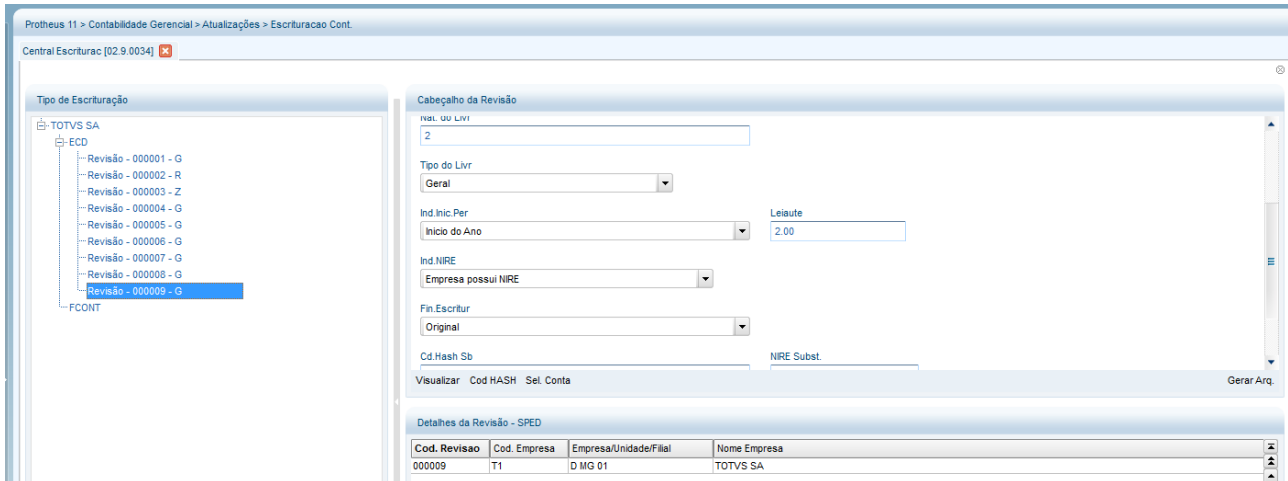 Protheus 11 > Contabilidade Gerencial > Atualizações > Escrituracao Cont.
Central Escriturac [02.9.0034]
Tipo de Escrituração
TOTVS SA
ECD
Revisão - 000001 - G
Revisão - 000002 - R
Revisão - 000003 - Z
Revisão - 000004 - G
Revisão - 000005 - G
Revisão - 000006 - G
Revisão - 000007 - G
Revisão - 000008 - G
Revisão - 000009 - G
FCONT
Cabeçalho da Revisão
Nat. do Livr
2
Tipo do Livr
Geral
Ind.Inic.Per Leiaute
Inicio do Ano 2.00
Ind.NIRE
Empresa possui NIRE
Fin.Escritur
Original
Cd.Hash Sb NIRE Subst.
Visualizar Cod HASH Sel. Conta Gerar Arq.
Detalhes da Revisão - SPED
Cod. Revisao Cod. Empresa Empresa/Unidade/Filial Nome Empresa
000009 T1 D MG 01 TOTVS SA